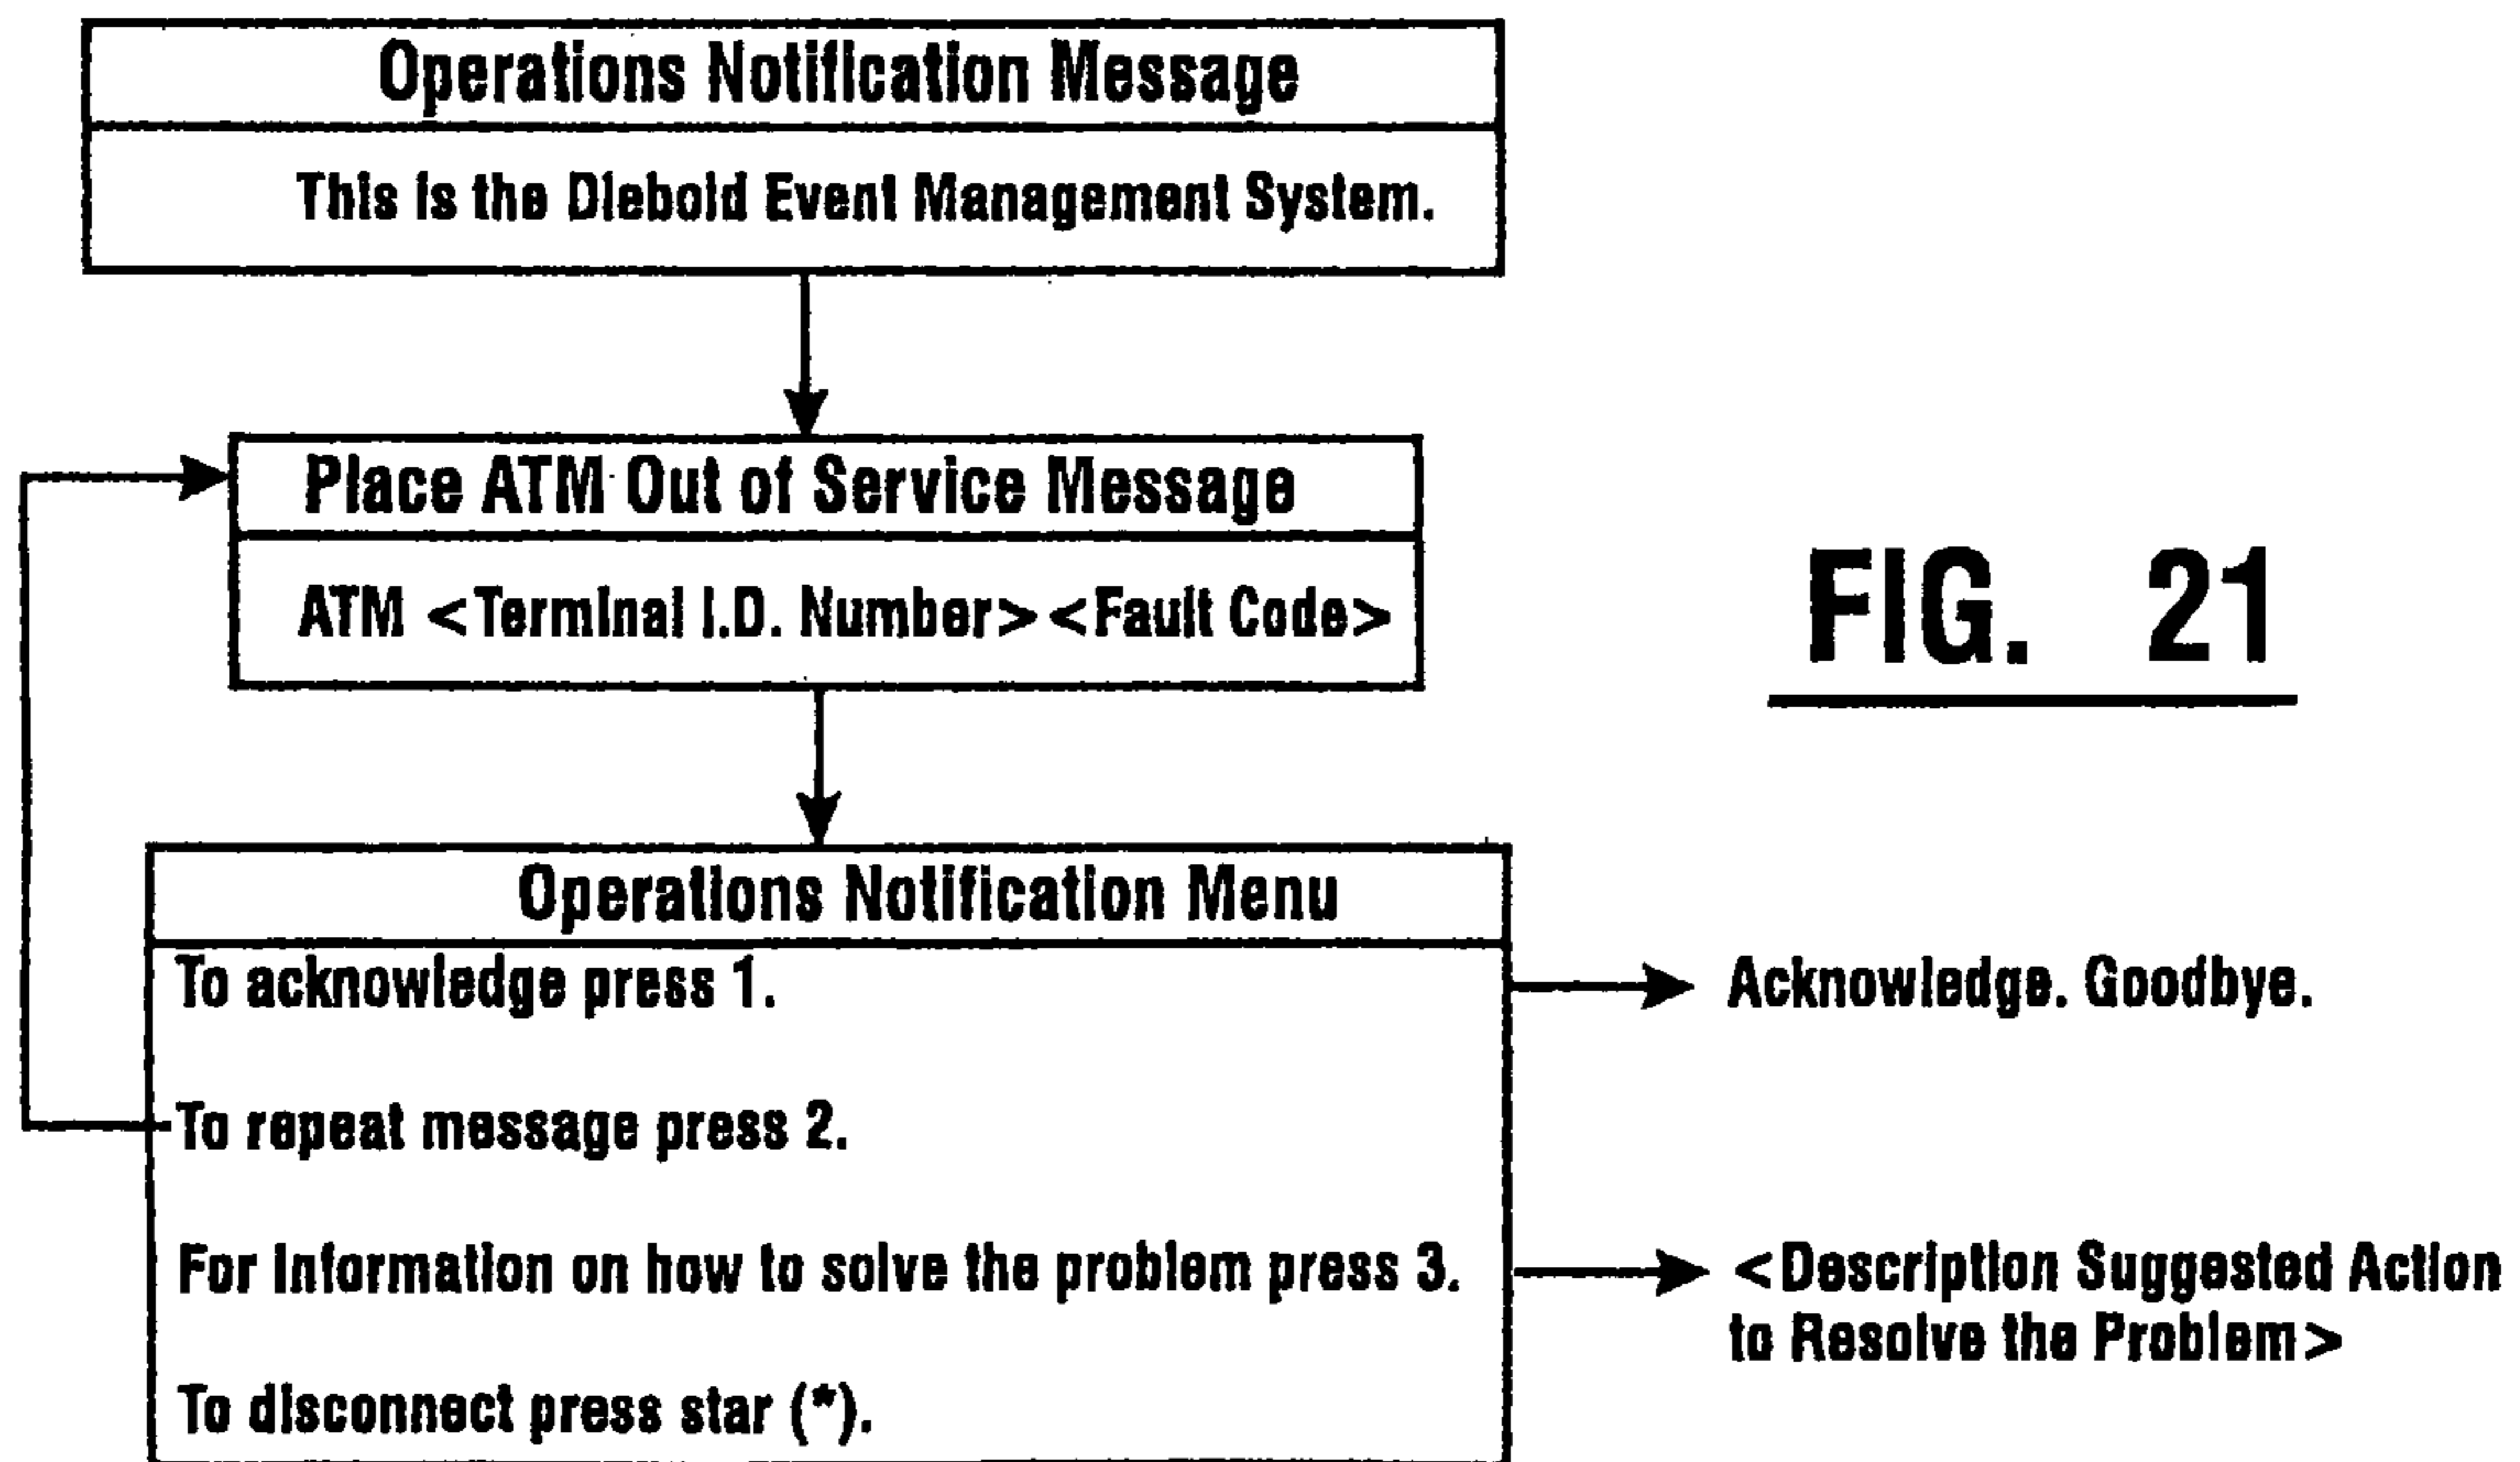 Operations Notification Message
This is the Diebold Event Management System.
Place ATM Out of Service Message
ATM <Terminal I.D. Number> <Fault Code>
FIG. 21
Operations Notification Menu
To acknowledge press 1.
Acknowledge. Goodbye.
To repeat message press 2.
For information on how to solve the problem press 3.
<Description Suggested Action
to Resolve the Problem>
To disconnect press star (*).